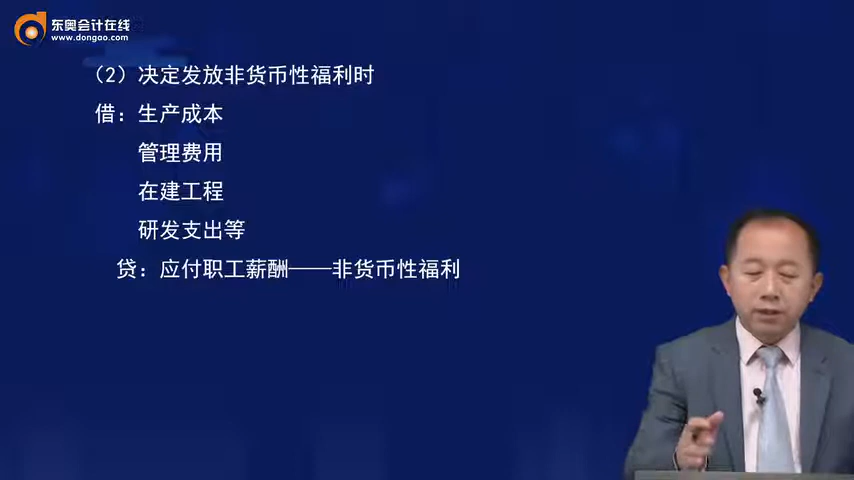 东奥会计在线
www.dongao.com
（2）决定发放非货币性福利时
借：生产成本
管理费用
在建工程
研发支出等
贷：应付职工薪酬——非货币性福利